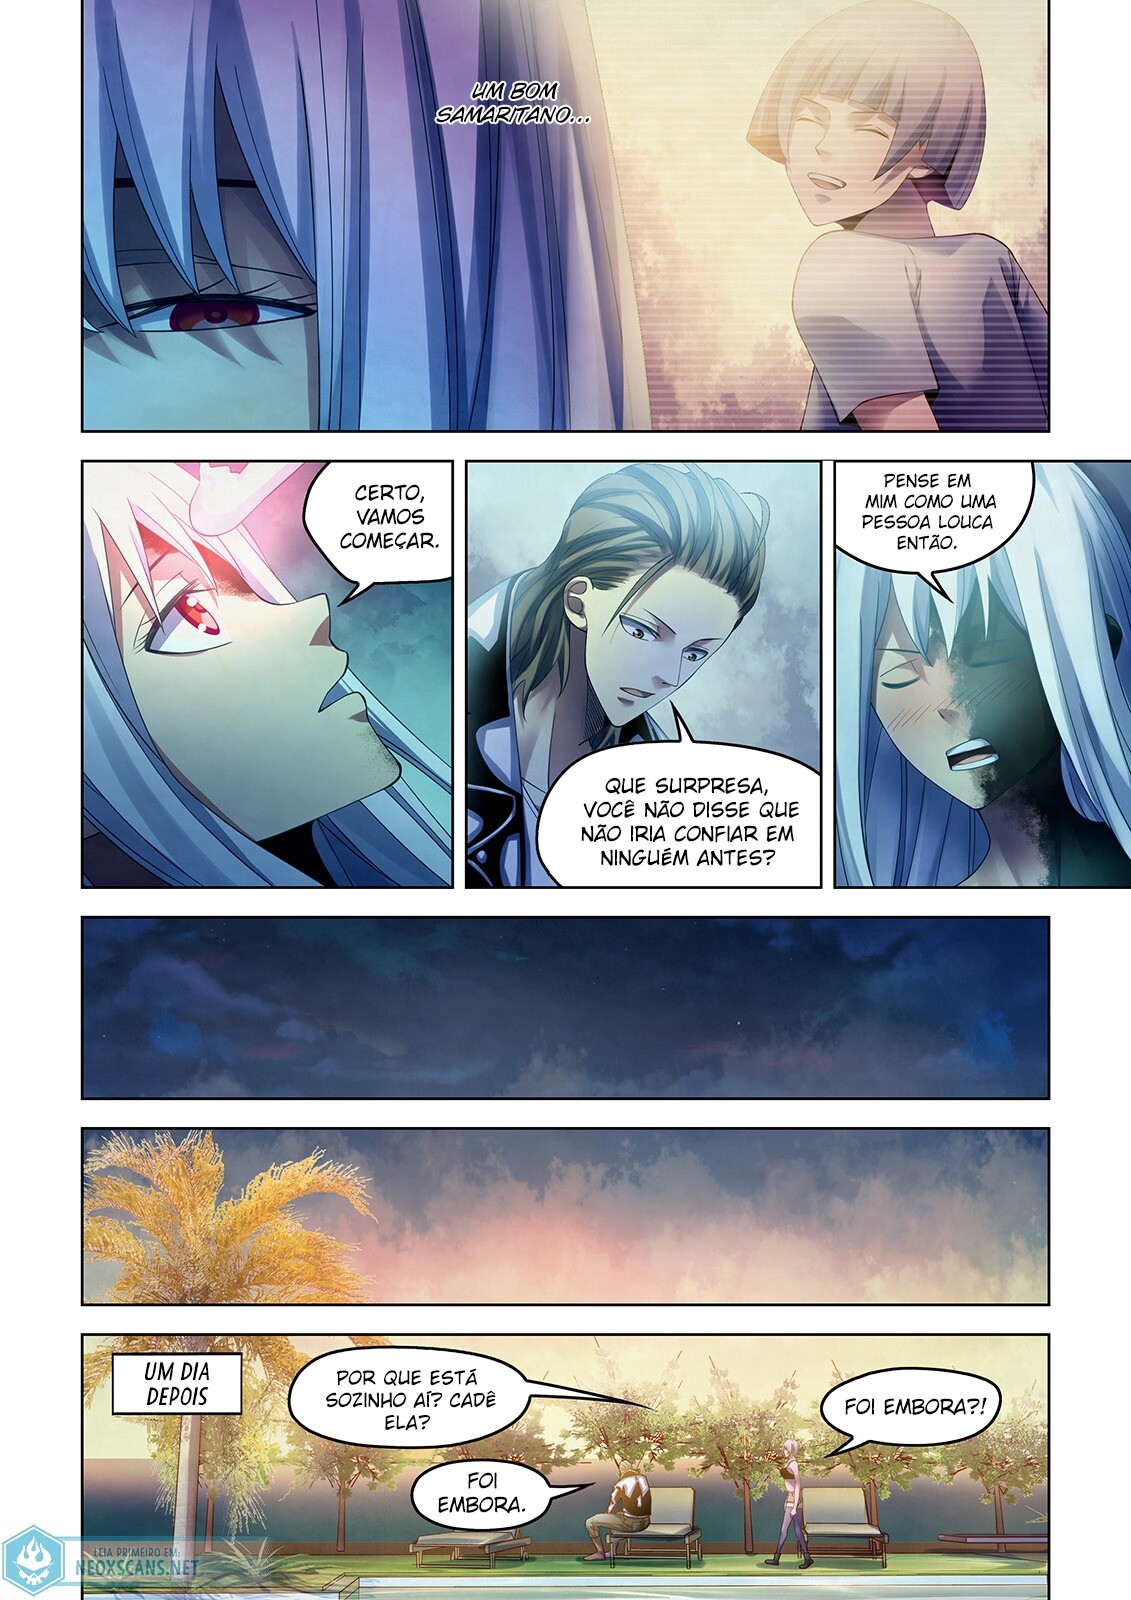 UM BOM
SAMARITANO...
CERTO,
VAMOS
COMEÇAR.
QUE SURPRESA,
VOCÊ NÃO DISSE QUE
NÃO IRIA CONFIAR EM
NINGUÉM ANTES?
PENSE EM
MIM COMO UMA
PESSOA LOUCA
ENTÃO.
UM DIA
DEPOIS
POR QUE ESTÁ
SOZINHO AÍ? CADÊ
ELA?
FOI
EMBORA.
FOI EMBORA?!
LEIA PRIMEIRO EM:
NEOXSCANS.NET